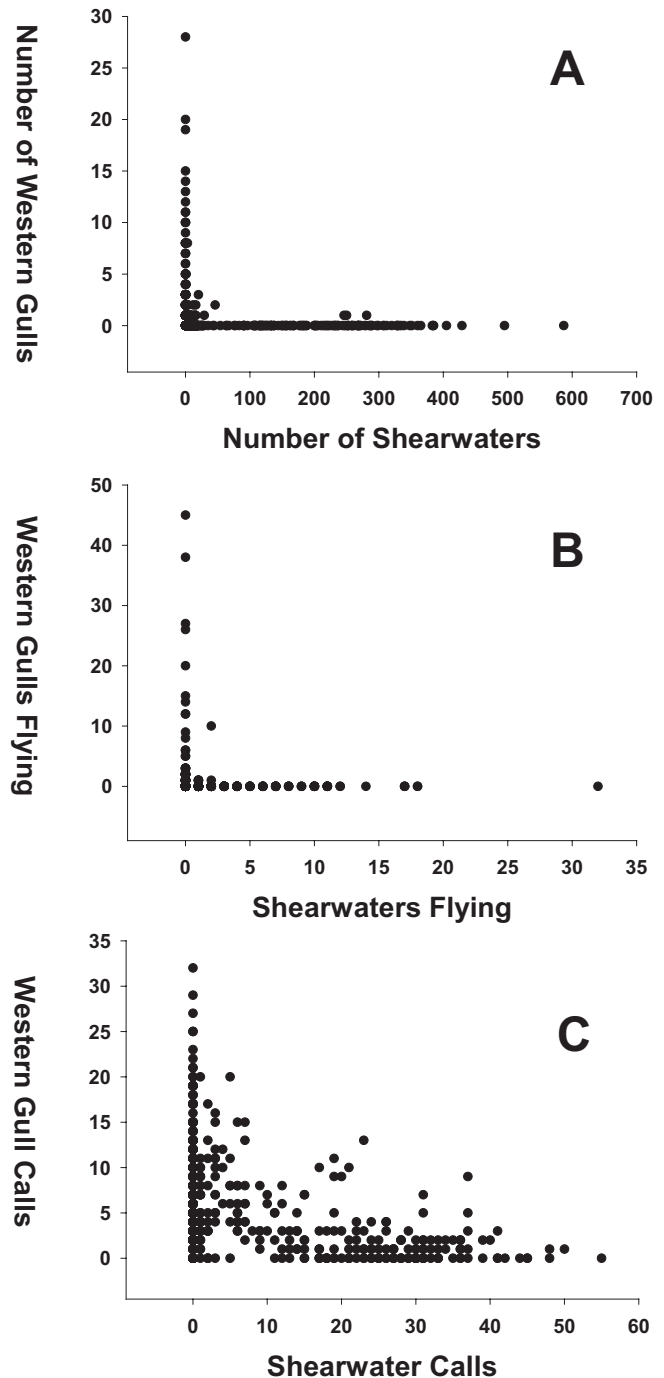 30
25
20
15
10
5
0
Number of Western Gulls
A
0 100 200 300 400 500 600 700
Number of Shearwaters
50
40
30
20
10
0
Western Gulls Flying
B
0 5 10 15 20 25 30 35
Shearwaters Flying
35
30
25
20
15
10
5
0
Western Gull Calls
C
0 10 20 30 40 50 60
Shearwater Calls